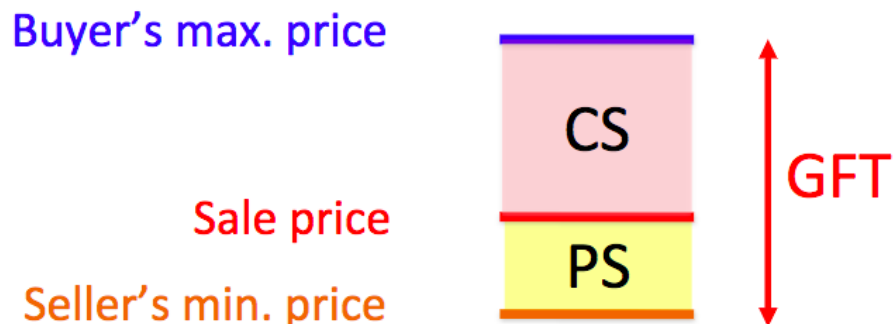 Buyer’s max. price
CS
GFT
Sale price
PS
Seller’s min. price